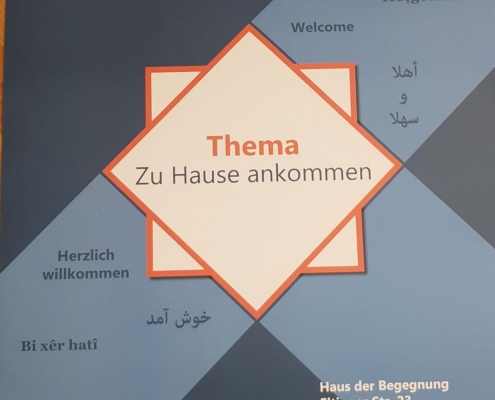 Welcome
أهلا
و
سهلا
Thema
Zu Hause ankommen
Herzlich
willkommen
خوش آمد
Bi xêr hatî
Haus der Begegnung